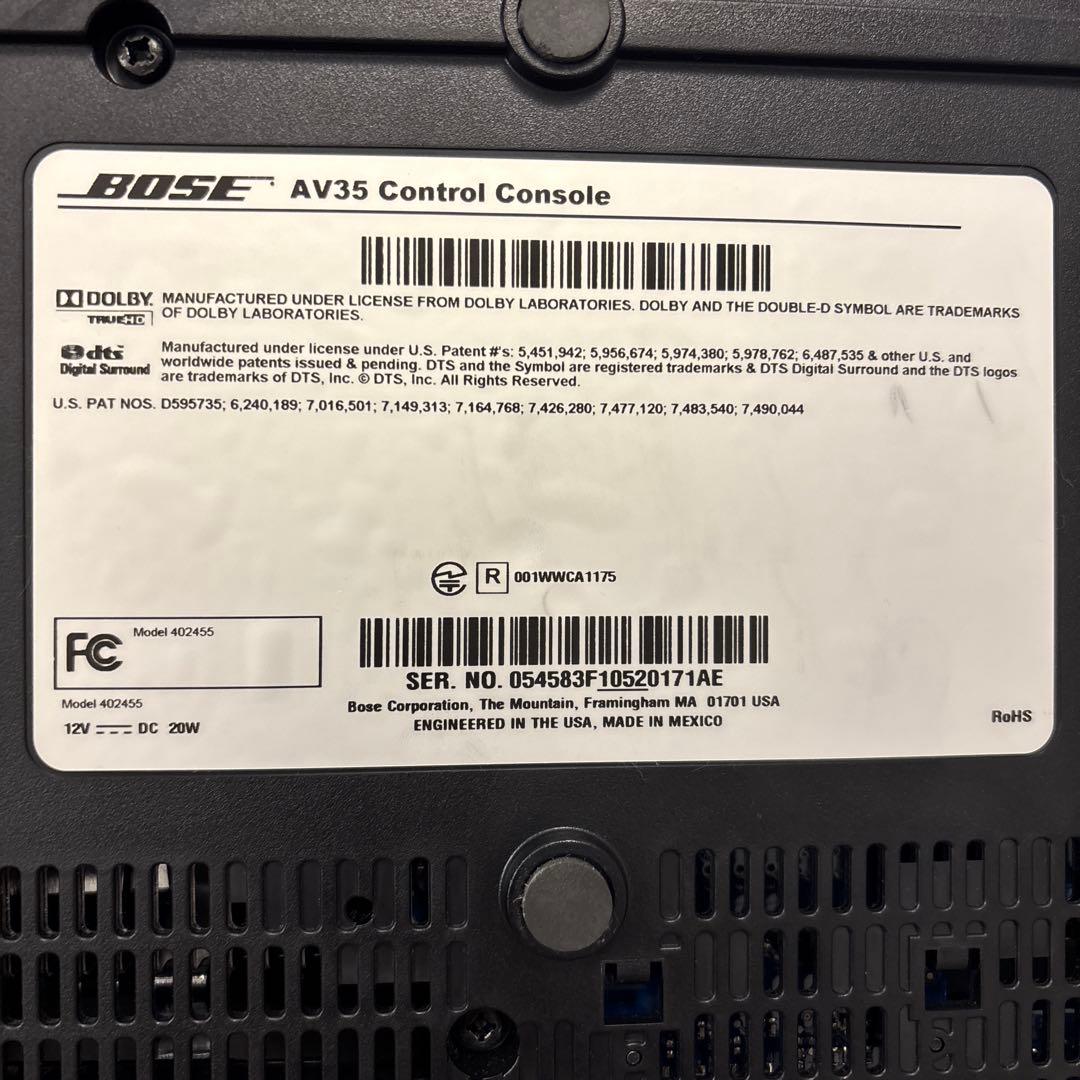 BOSE AV35 Control Console
DOLBY TRUEHD
MANUFACTURED UNDER LICENSE FROM DOLBY LABORATORIES. DOLBY AND THE DOUBLE-D SYMBOL ARE TRADEMARKS
OF DOLBY LABORATORIES.
dts Digital Surround
Manufactured under license under U.S. Patent #'s: 5,451,942; 5,956,674; 5,974,380; 5,978,762; 6,487,535 & other U.S. and
worldwide patents issued & pending. DTS and the Symbol are registered trademarks & DTS Digital Surround and the DTS logos
are trademarks of DTS, Inc. © DTS, Inc. All Rights Reserved.
U.S. PAT NOS. D595735; 6,240,189; 7,016,501; 7,149,313; 7,164,768; 7,426,280; 7,477,120; 7,483,540; 7,490,044
R 001WWCA1175
FC Model 402455
SER. NO. 054583F10520171AE
Model 402455
Bose Corporation, The Mountain, Framingham MA 01701 USA
12V DC 20W
ENGINEERED IN THE USA, MADE IN MEXICO
RoHS